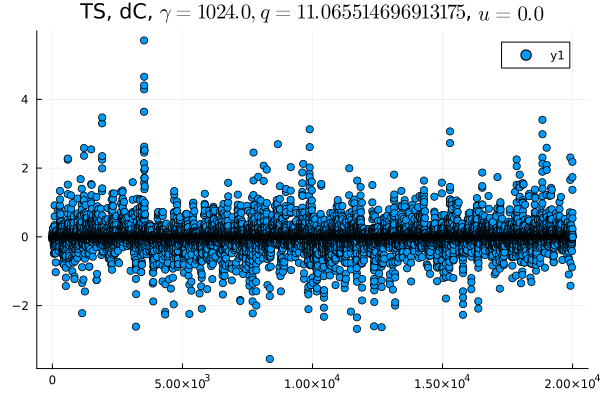 TS, dC, γ = 1024.0, q = 11.065514696913175, u = 0.0
y1
4
2
0
−2
0 5.00×10³ 1.00×10⁴ 1.50×10⁴ 2.00×10⁴